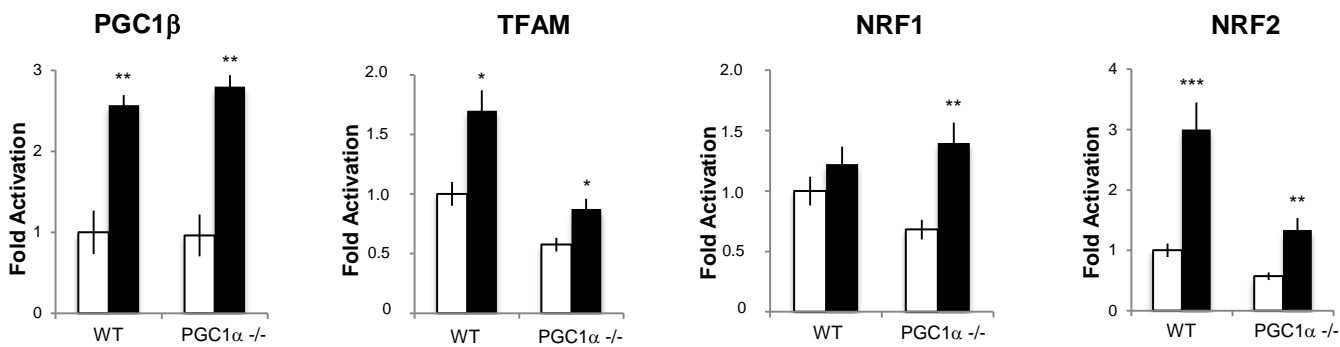 PGC1β
Fold Activation
3
2
1
0
**
**
WT
PGC1α -/-
TFAM
Fold Activation
2.0
1.5
1.0
0.5
0
*
*
WT
PGC1α -/-
NRF1
Fold Activation
2.0
1.5
1.0
0.5
0
**
WT
PGC1α -/-
NRF2
Fold Activation
4
3
2
1
0
***
**
WT
PGC1α -/-